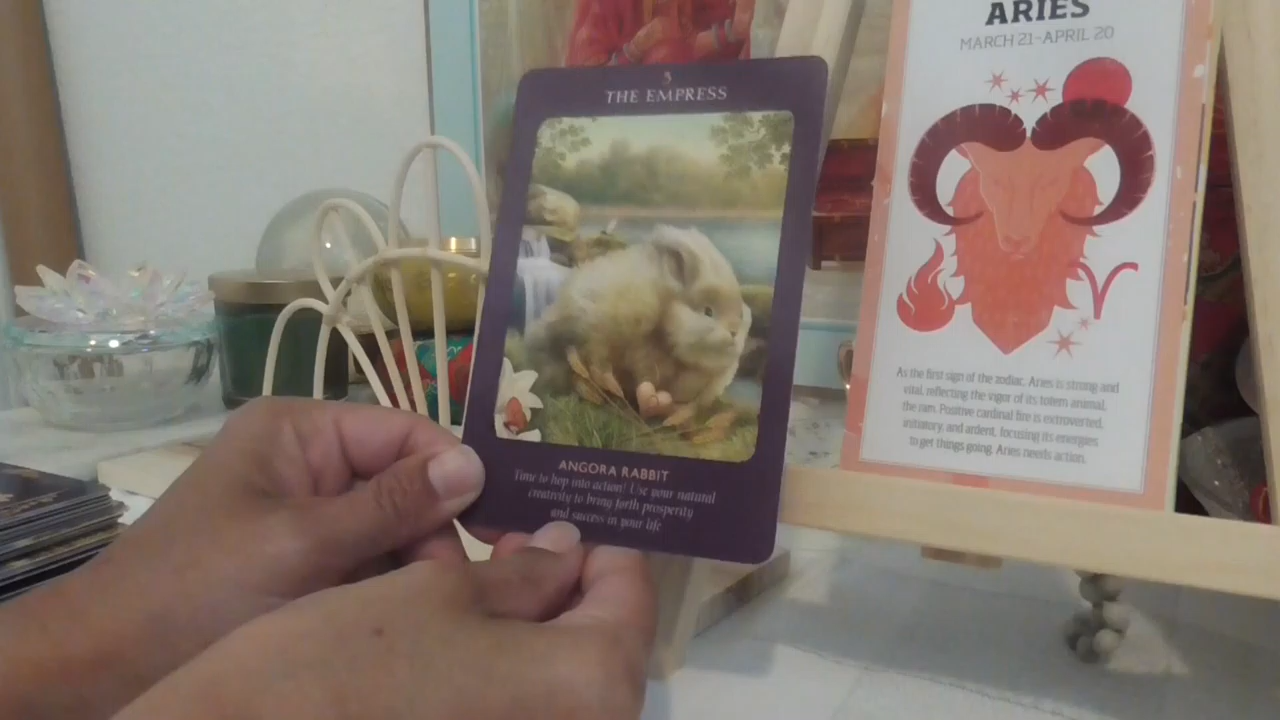 3
THE EMPRESS
ANGORA RABBIT
Time to hop into action! Use your natural
creativity to bring forth prosperity
and success in your life
ARIES
MARCH 21-APRIL 20
As the first sign of the zodiac, Aries is strong and
vital, reflecting the vigor of its totem animal,
the ram. Positive cardinal fire is extroverted,
initiatory, and ardent, focusing its energies
to get things going. Aries needs action.